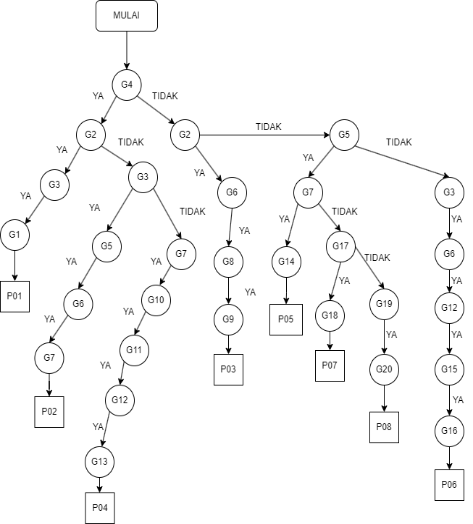 MULAI
G4
YA TIDAK
G2 G2 TIDAK G5
YA TIDAK YA YA TIDAK
G3 G3 G6 G7 G3
YA YA TIDAK YA YA TIDAK YA
G1 G5 G7 G8 G14 G17 G6
YA YA YA TIDAK YA
P01 G6 G10 G9 P05 G18 G19 G12
YA YA YA YA YA
G7 G11 P03 P07 G20 G15
YA YA
P02 G12 P08 G16
YA
G13 P06
P04